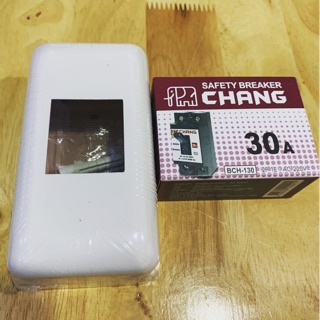 SAFETY BREAKER
CHANG
30A
BCH-130